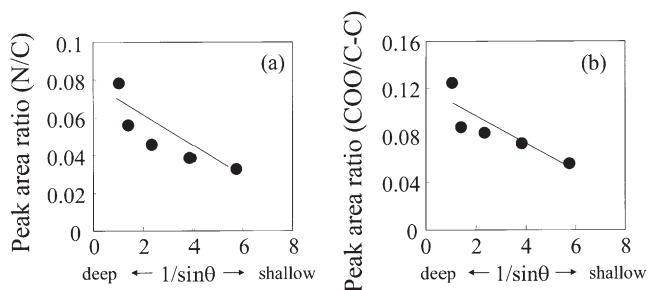 Peak area ratio (N/C)
0.1
0.08
0.06
0.04
0.02
0
(a)
0 2 4 6 8
deep ← 1/sinθ → shallow
Peak area ratio (COO/C-C)
0.16
0.12
0.08
0.04
0
(b)
0 2 4 6 8
deep ← 1/sinθ → shallow